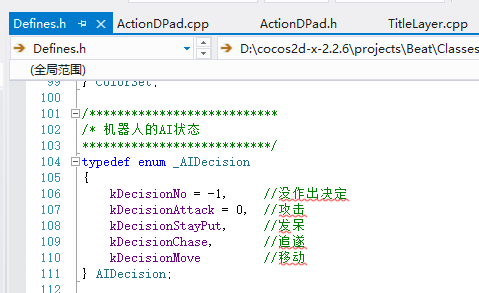 Defines.h ActionDPad.cpp ActionDPad.h TitleLayer.cpp
Defines.h D:\cocos2d-x-2.2.6\projects\Beat\Classes
(全局范围)
99 } ColorSet;
101 /***************************
102 /* 机器人的AI状态
103 ***************************/
104 typedef enum _AIDecision
105 {
106 kDecisionNo = -1, //没作出决定
107 kDecisionAttack = 0, //攻击
108 kDecisionStayPut, //发呆
109 kDecisionChase, //追逐
110 kDecisionMove //移动
111 } AIDecision;
112